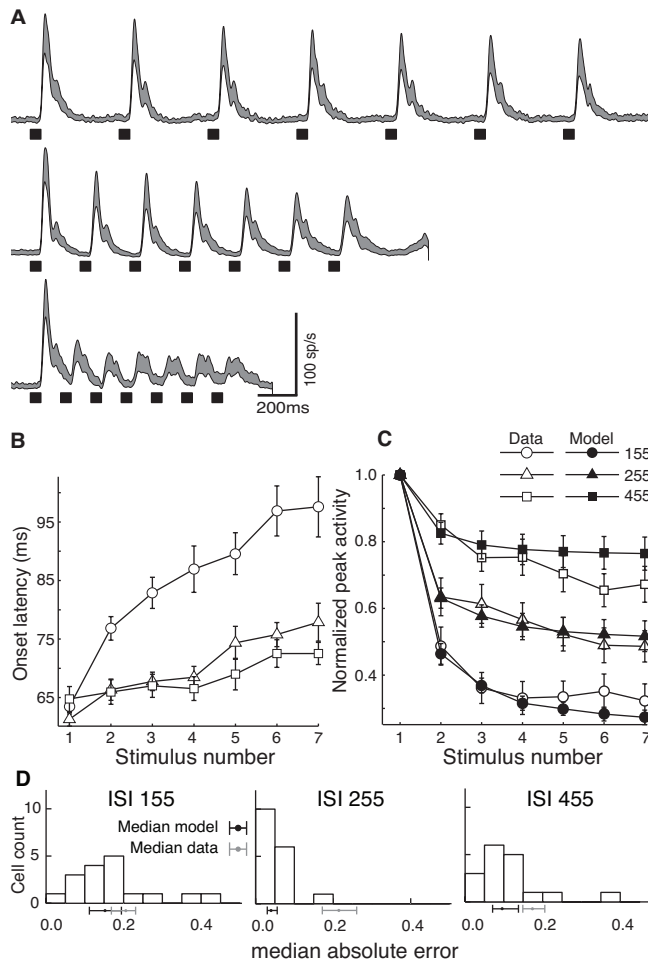 A
100 sp/s
200ms
B
C
Data Model
155
255
455
95
85
75
65
Onset latency (ms)
1 2 3 4 5 6 7
Stimulus number
1.0
0.8
0.6
0.4
Normalized peak activity
1 2 3 4 5 6 7
Stimulus number
D
ISI 155 ISI 255 ISI 455
10
5
0
Cell count
Median model
Median data
0.0 0.2 0.4 0.0 0.2 0.4 0.0 0.2 0.4
median absolute error